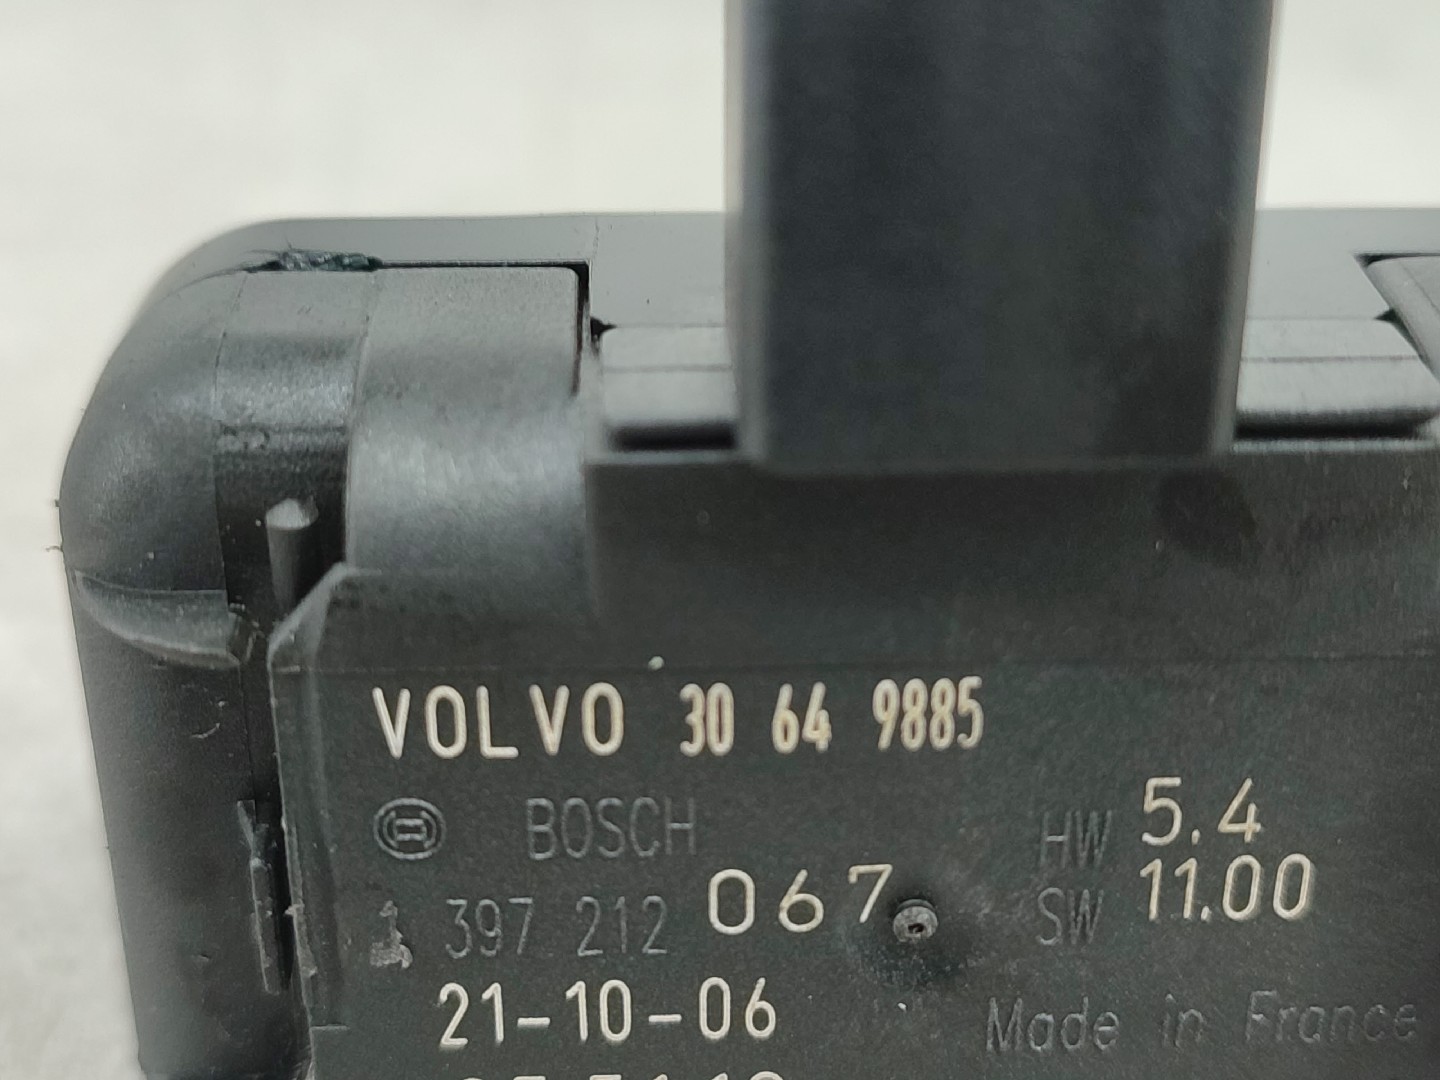 VOLVO 30 64 9885
BOSCH HW 5.4
1 397 212 067 SW 11.00
21-10-06 Made in France